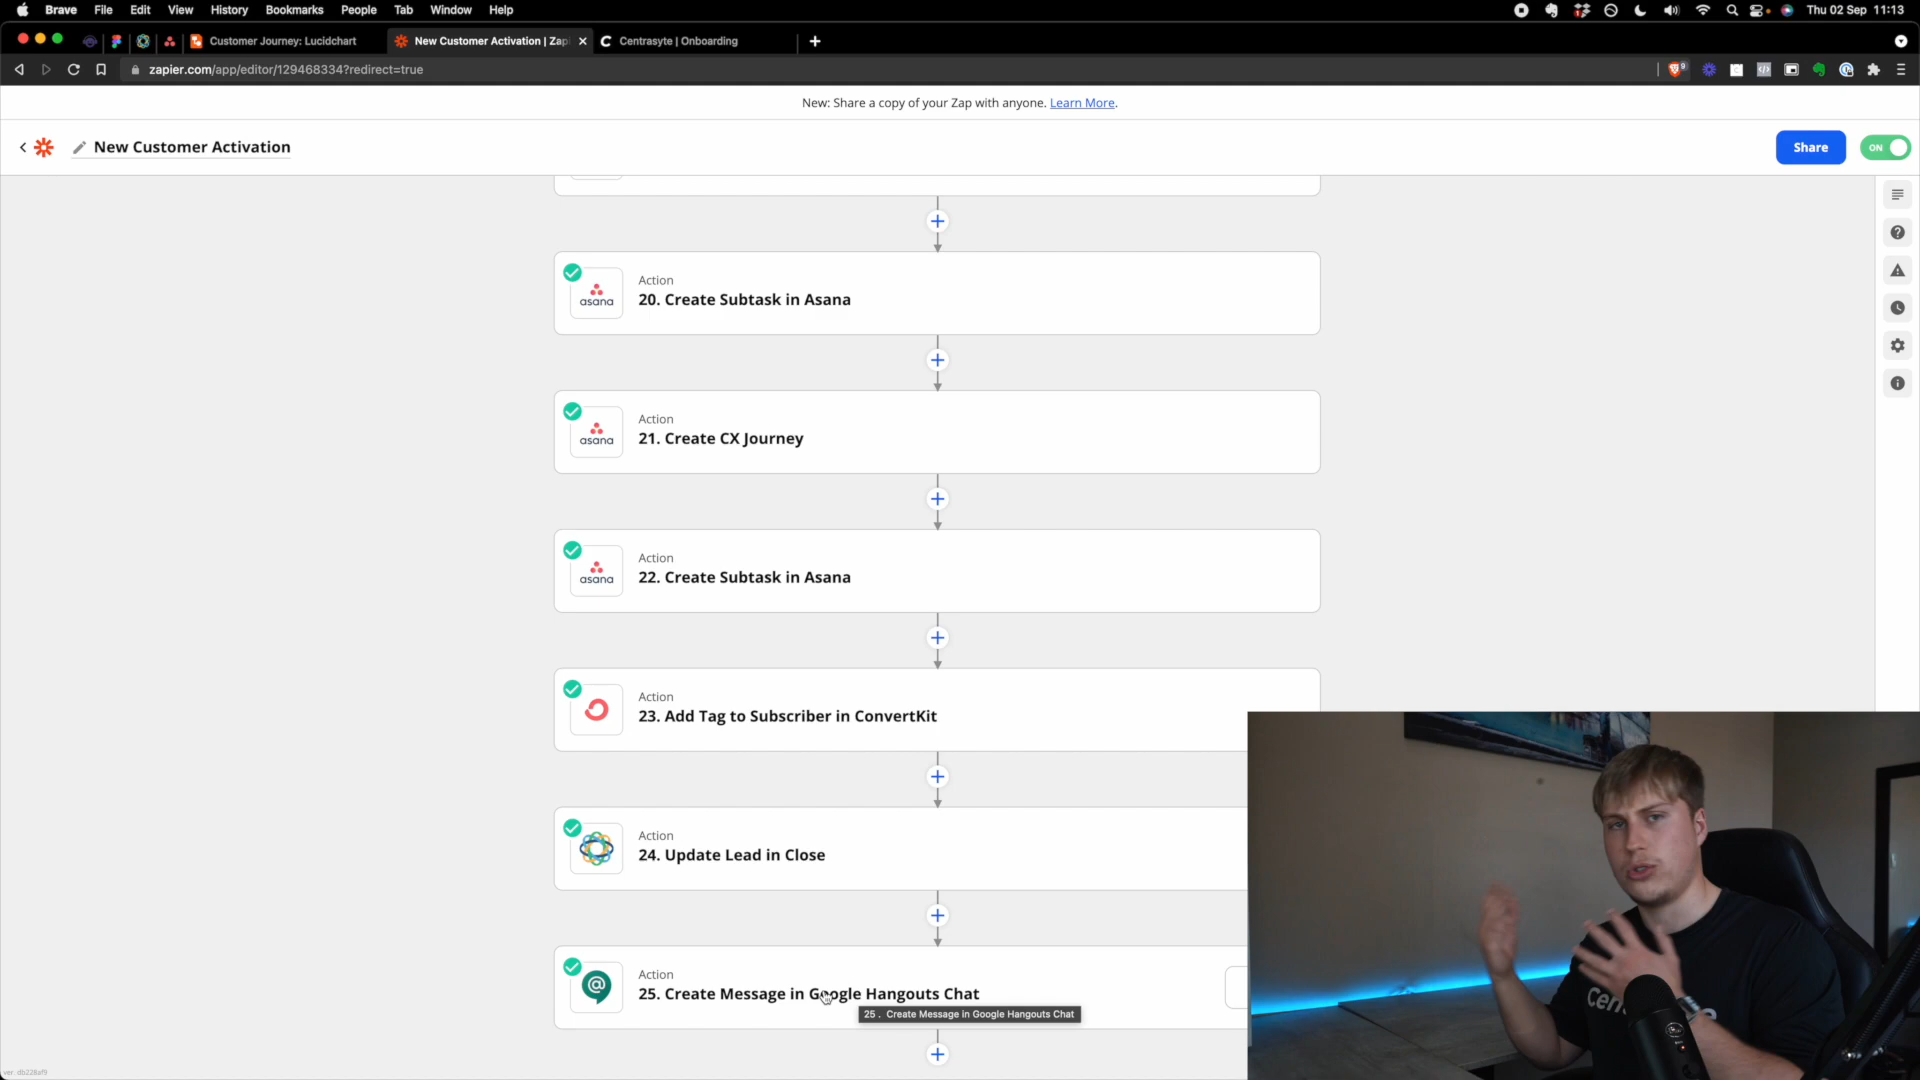 Brave File Edit View History Bookmarks People Tab Window Help
Thu 02 Sep 11:13
Customer Journey: Lucidchart
New Customer Activation | Zap
Centrasyte | Onboarding
zapier.com/app/editor/129468334?redirect=true
New: Share a copy of your Zap with anyone. Learn More.
New Customer Activation
Share
ON
asana
Action
20. Create Subtask in Asana
asana
Action
21. Create CX Journey
asana
Action
22. Create Subtask in Asana
Action
23. Add Tag to Subscriber in ConvertKit
Action
24. Update Lead in Close
Action
25. Create Message in Google Hangouts Chat
25 . Create Message in Google Hangouts Chat
Cen
ver. db228af9